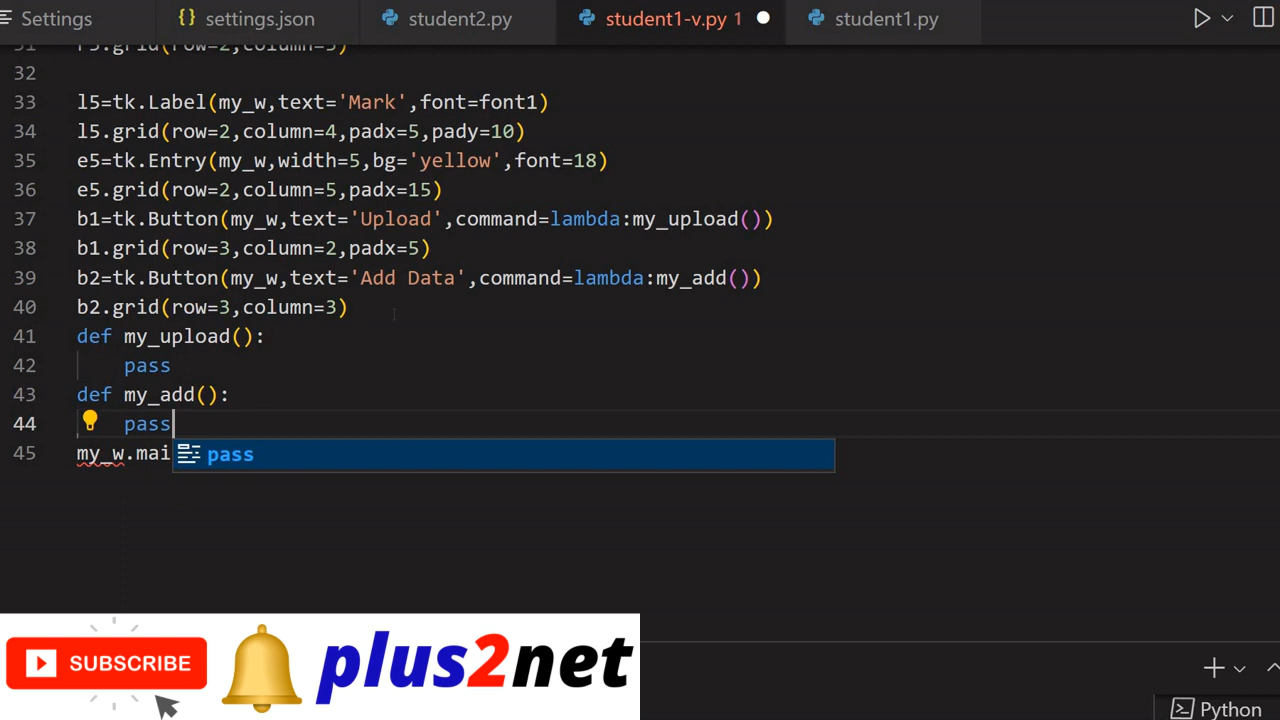 Settings settings.json student2.py student1-v.py 1 student1.py
32
33 l5=tk.Label(my_w,text='Mark',font=font1)
34 l5.grid(row=2,column=4,padx=5,pady=10)
35 e5=tk.Entry(my_w,width=5,bg='yellow',font=18)
36 e5.grid(row=2,column=5,padx=15)
37 b1=tk.Button(my_w,text='Upload',command=lambda:my_upload())
38 b1.grid(row=3,column=2,padx=5)
39 b2=tk.Button(my_w,text='Add Data',command=lambda:my_add())
40 b2.grid(row=3,column=3)
41 def my_upload():
42 pass
43 def my_add():
44 pass
45 my_w.mai pass
SUBSCRIBE plus2net
Python